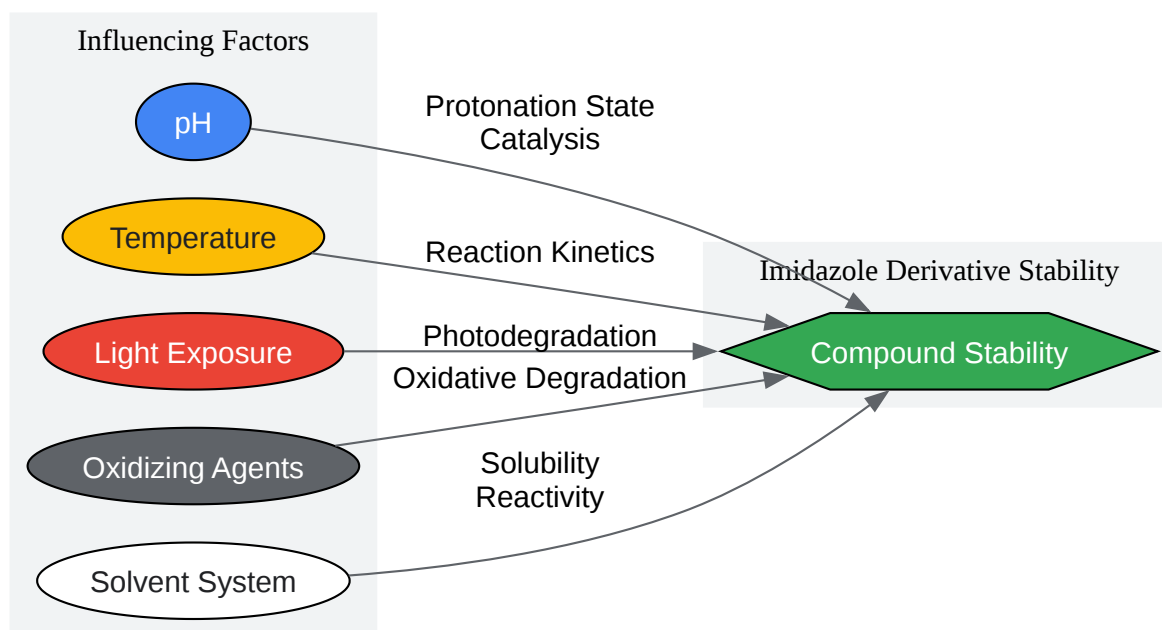 Influencing Factors
pH
Temperature
Light Exposure
Oxidizing Agents
Solvent System
Protonation State
Catalysis
Reaction Kinetics
Photodegradation
Oxidative Degradation
Solubility
Reactivity
Imidazole Derivative Stability
Compound Stability